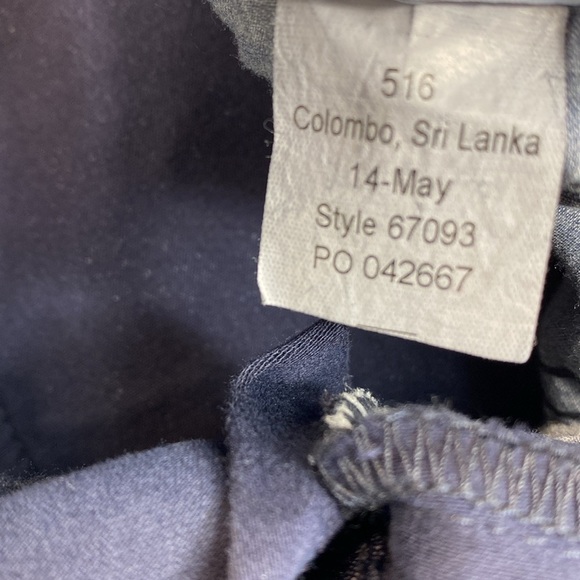 516
Colombo, Sri Lanka
14-May
Style 67093
PO 042667